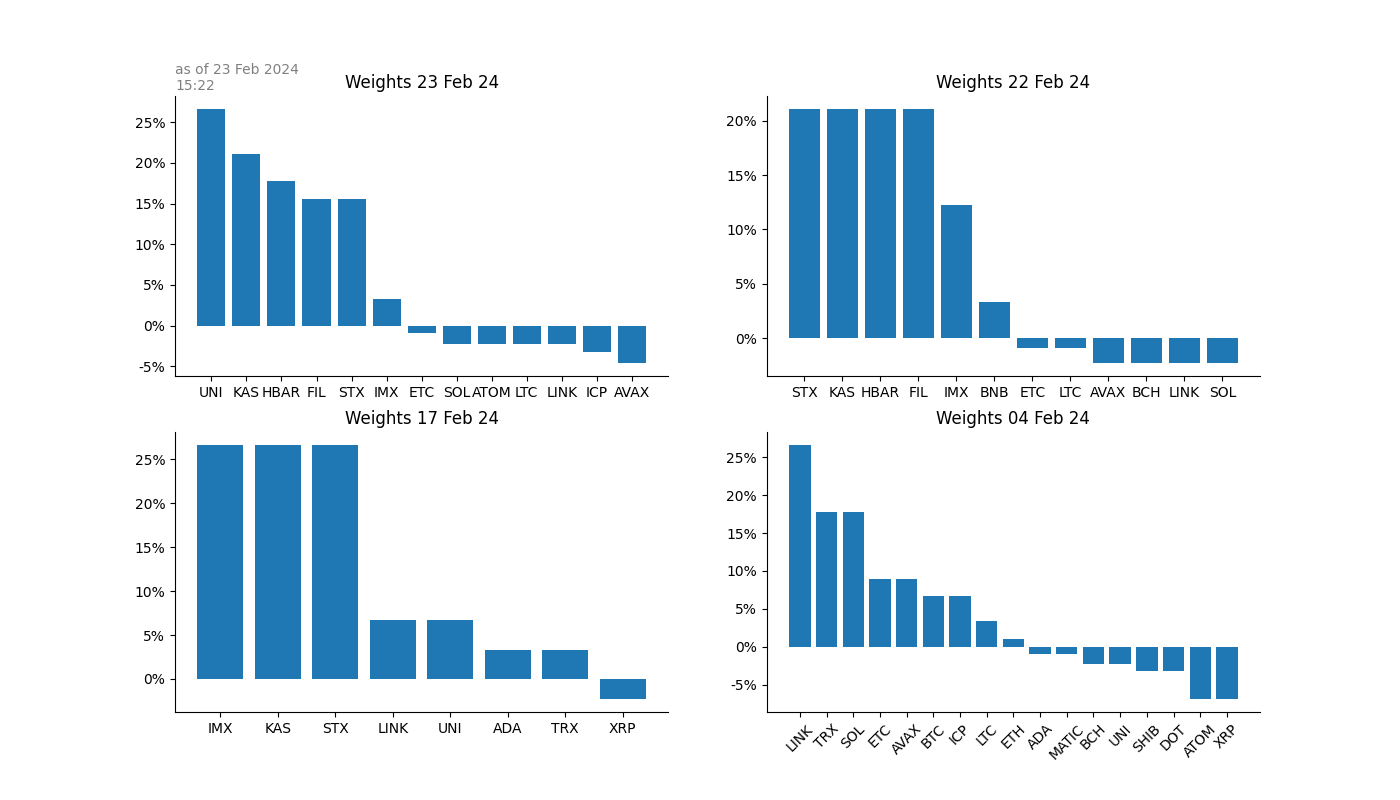 as of 23 Feb 2024
15:22
Weights 23 Feb 24
25%
20%
15%
10%
5%
0%
-5%
UNI KAS HBAR FIL STX IMX ETC SOL ATOM LTC LINK ICP AVAX
Weights 22 Feb 24
20%
15%
10%
5%
0%
STX KAS HBAR FIL IMX BNB ETC LTC AVAX BCH LINK SOL
Weights 17 Feb 24
25%
20%
15%
10%
5%
0%
IMX KAS STX LINK UNI ADA TRX XRP
Weights 04 Feb 24
25%
20%
15%
10%
5%
0%
-5%
LINK TRX SOL ETC AVAX BTC ICP LTC ETH ADA MATIC BCH UNI SHIB DOT ATOM XRP